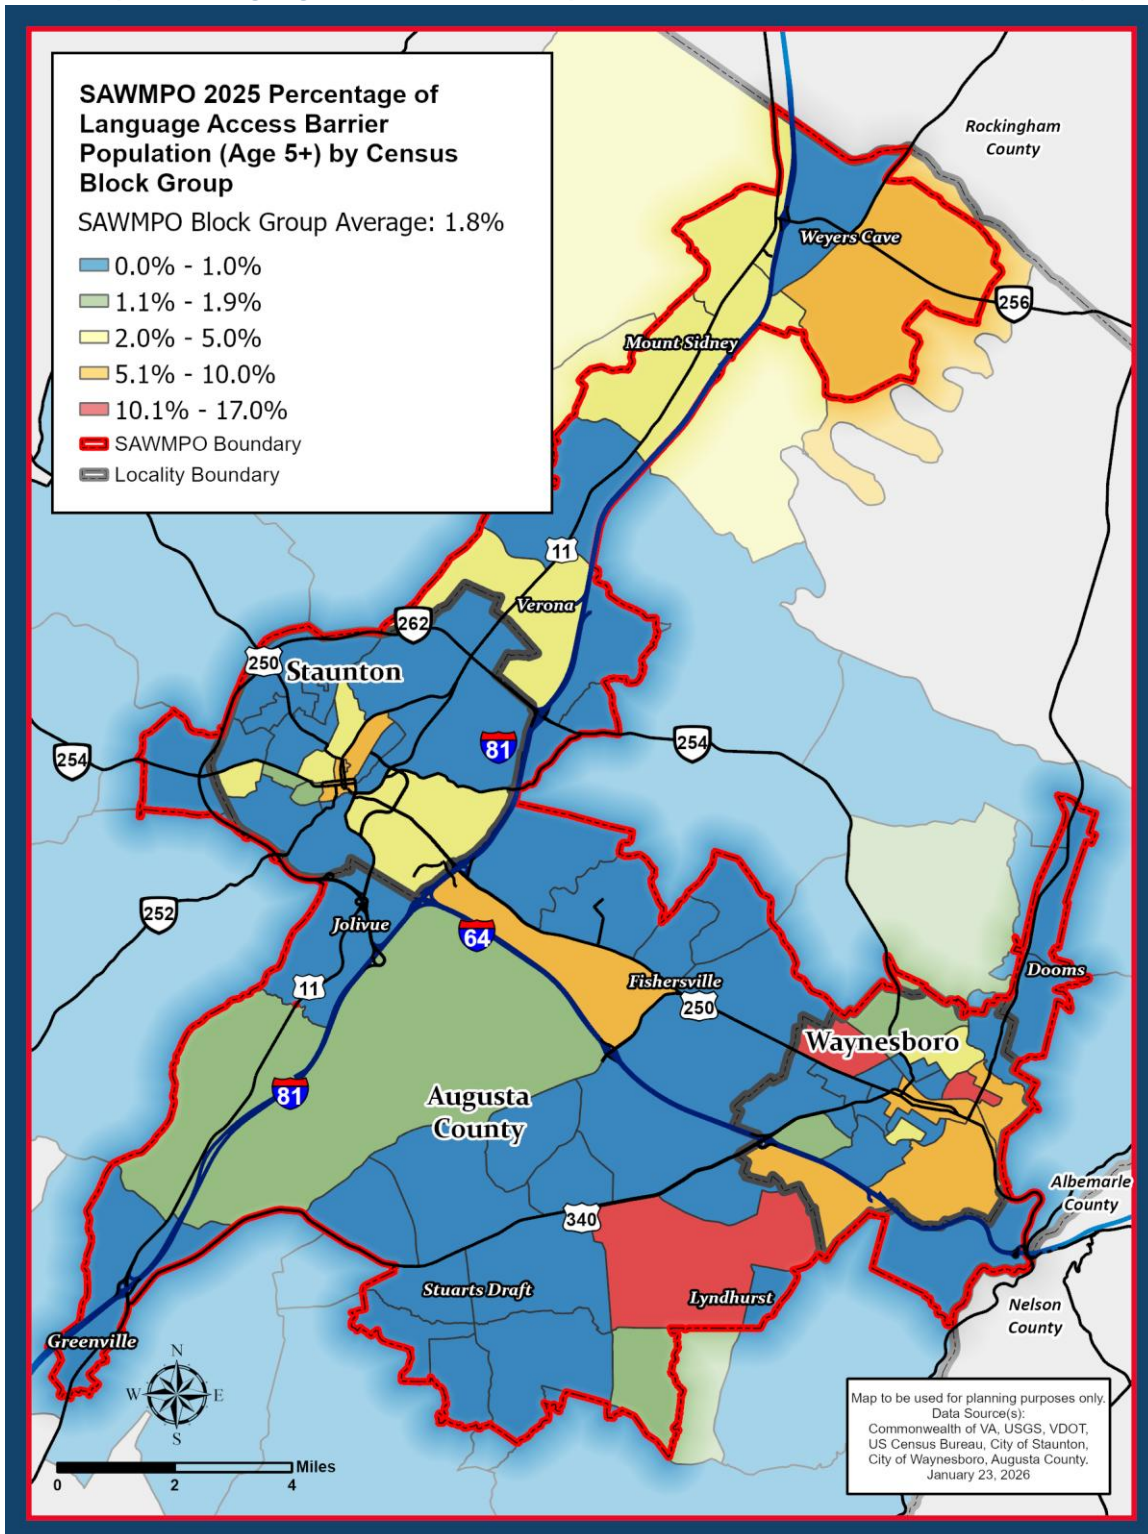 SAWMPO 2025 Percentage of
Language Access Barrier
Population (Age 5+) by Census
Block Group
SAWMPO Block Group Average: 1.8%
0.0% - 1.0%
1.1% - 1.9%
2.0% - 5.0%
5.1% - 10.0%
10.1% - 17.0%
SAWMPO Boundary
Locality Boundary
Rockingham
County
Weyers Cave
256
Mount Sidney
11
Verona
262
250
Staunton
81
254
254
252
Jolivue
64
11
Fishersville
250
Dooms
Waynesboro
81
Augusta
County
Albemarle
County
340
Stuarts Draft
Lyndhurst
Nelson
County
Greenville
N
W
E
S
Miles
0
2
4
Map to be used for planning purposes only.
Data Source(s):
Commonwealth of VA, USGS, VDOT,
US Census Bureau, City of Staunton,
City of Waynesboro, Augusta County.
January 23, 2026